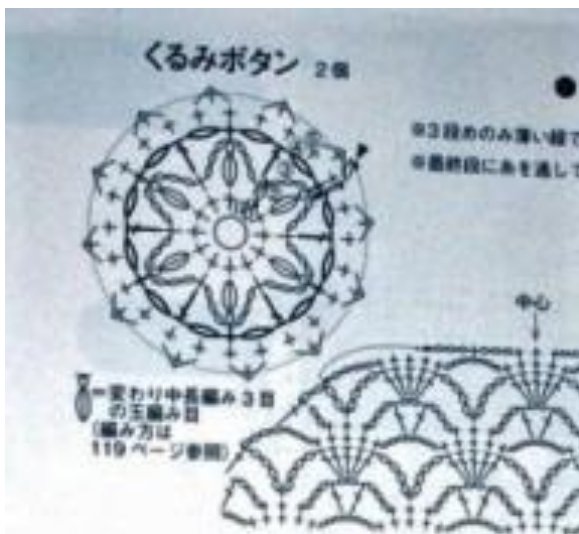 くるみボタン 2個
※3段めのみ薄い緑で
※最終段に糸を通して
中心
=変わり中長編み3目
の玉編み目
(編み方は
119ページ参照)